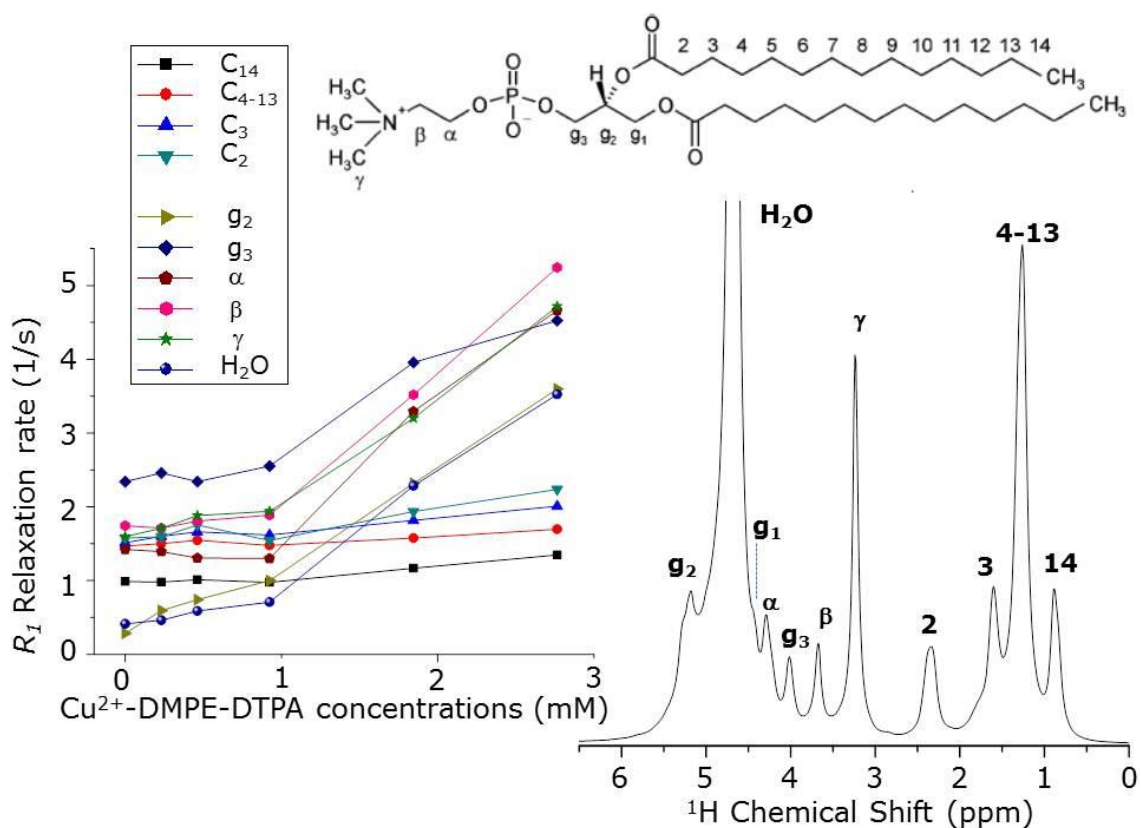 C₁₄
C₄₋₁₃
C₃
C₂
g₂
g₃
α
β
γ
H₂O
O
2 3 4 5 6 7 8 9 10 11 12 13 14
H₃C
O
H
O
CH₃
H₃C N⁺
O P O
O
CH₃
β α
O⁻
g₃ g₂ g₁
H₃C
O
γ
R₁ Relaxation rate (1/s)
5
4
3
2
1
0
0 1 2 3
Cu²⁺-DMPE-DTPA concentrations (mM)
H₂O
4-13
γ
g₁
g₂
α
β
g₃
2
3
14
6 5 4 3 2 1 0
¹H Chemical Shift (ppm)